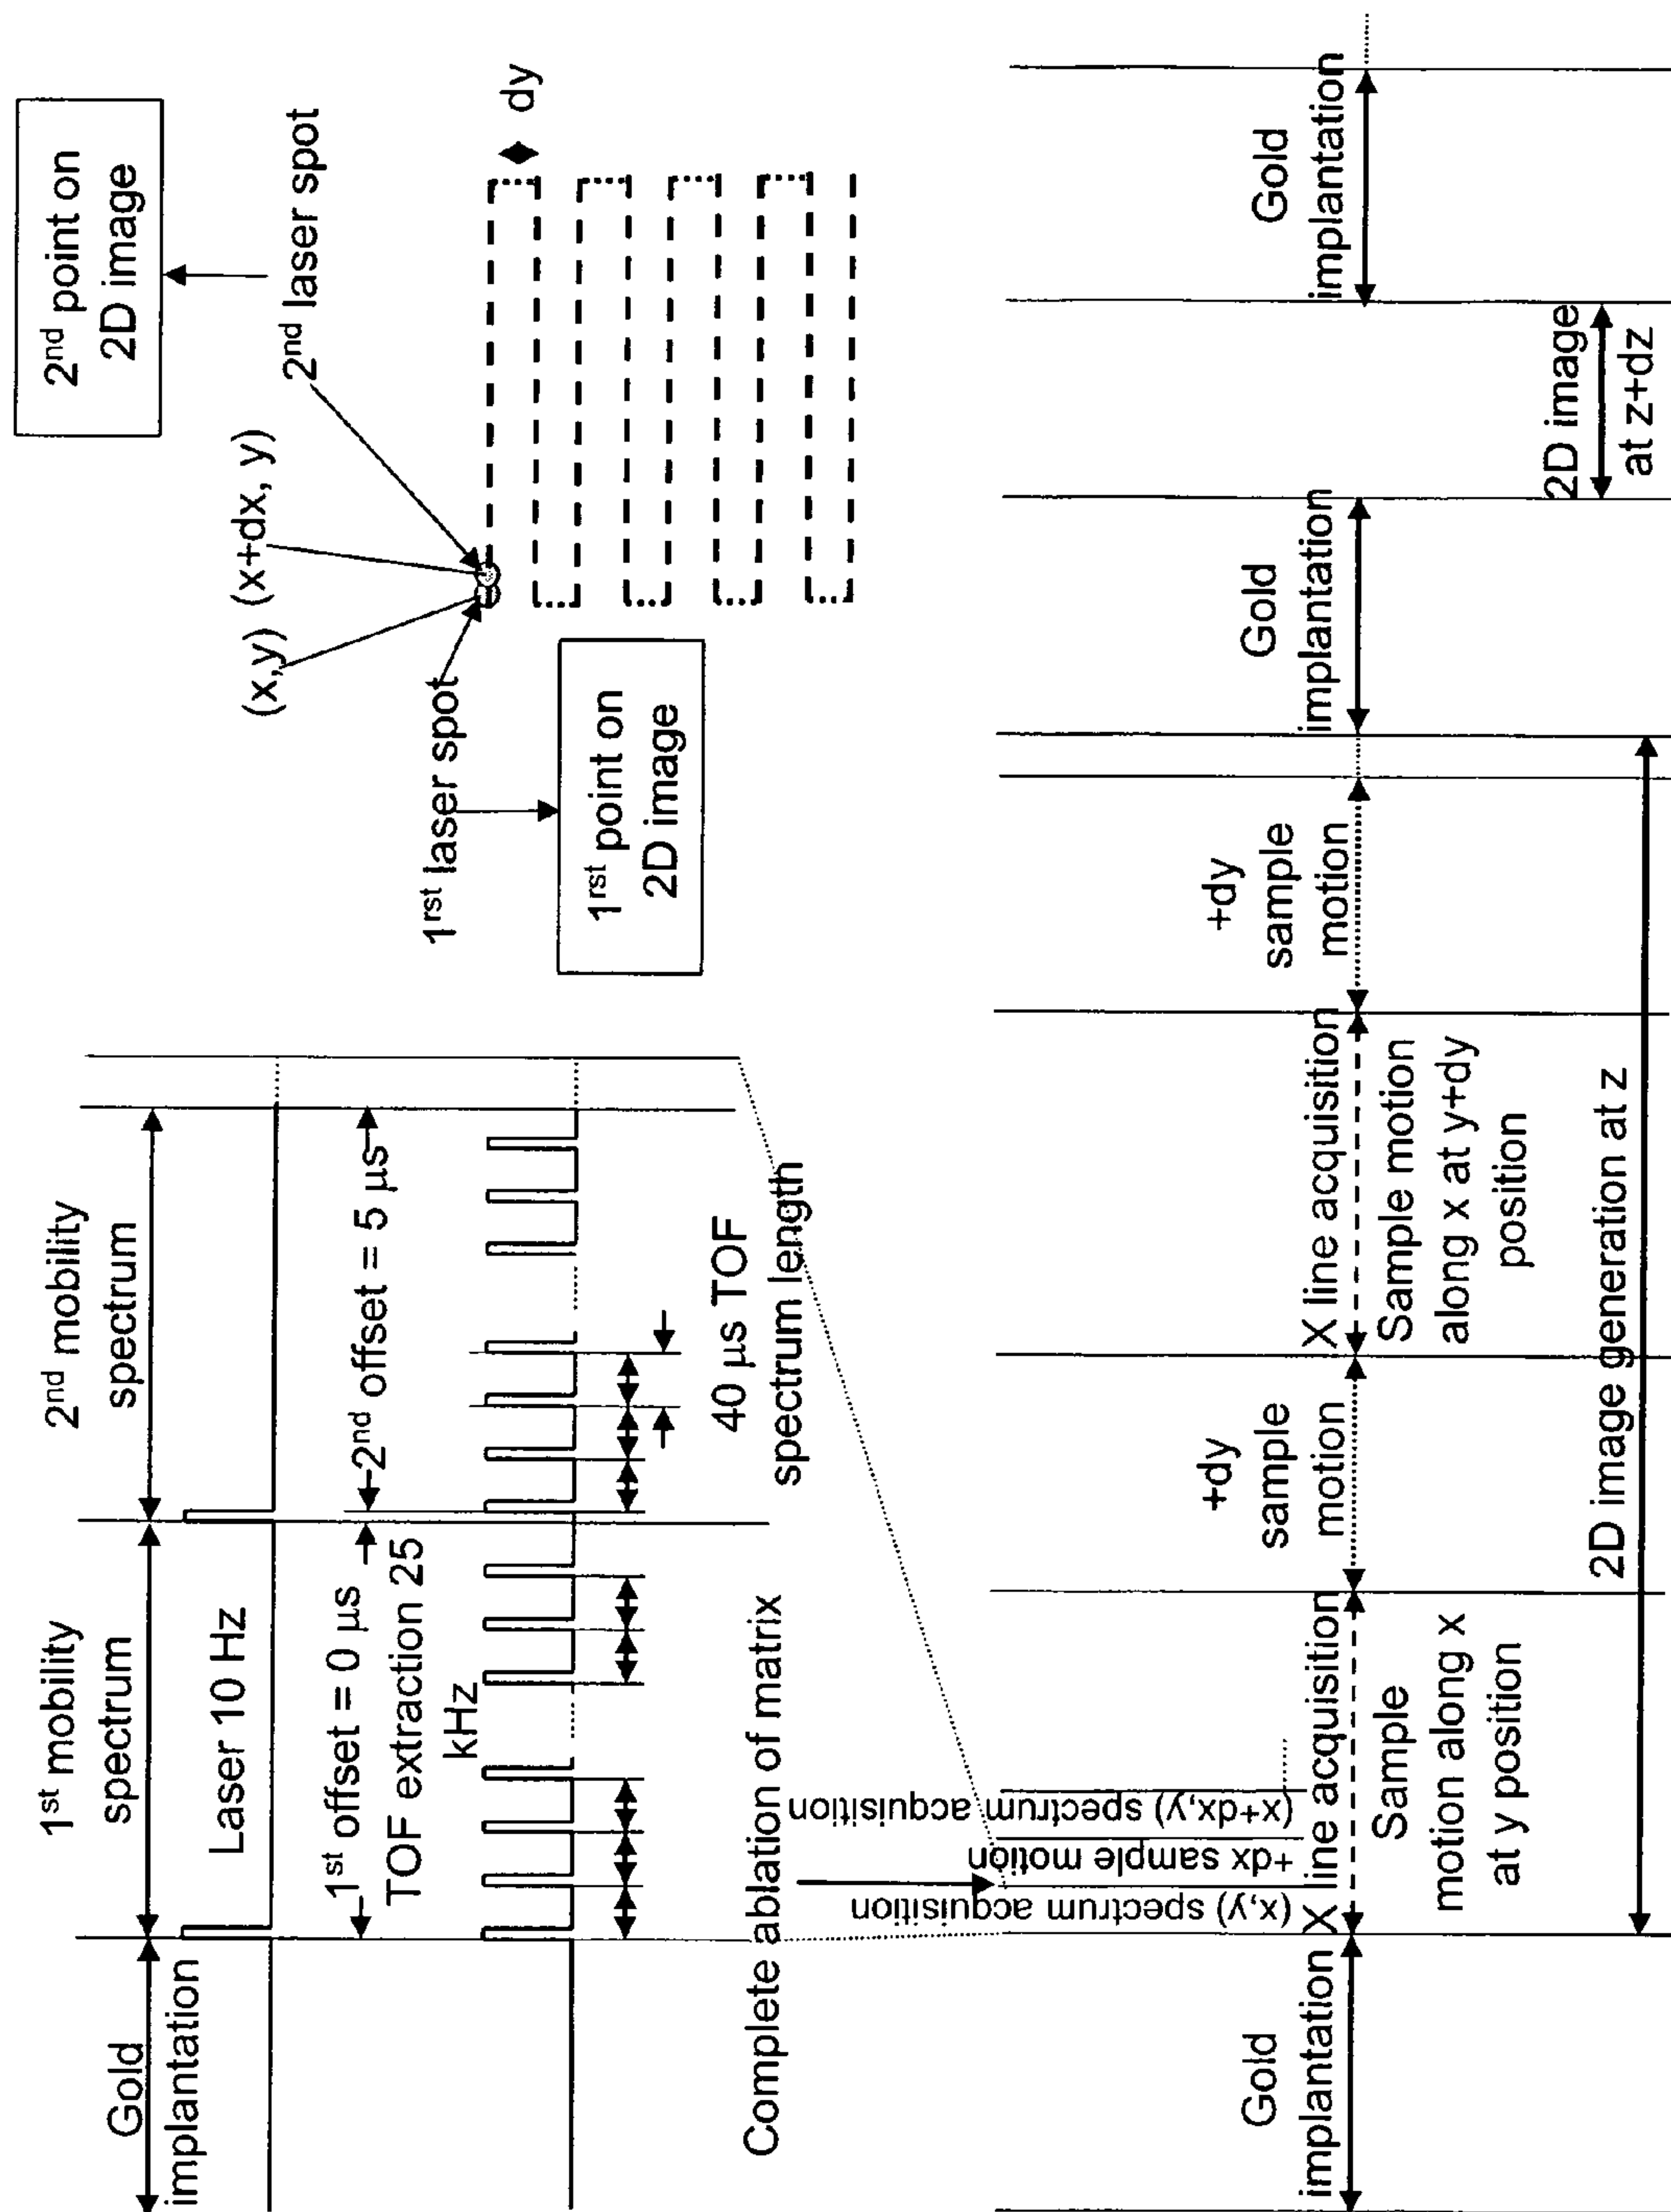 Gold
implantation
1st mobility
spectrum
2nd mobility
spectrum
Laser 10 Hz
1st offset = 0 µs
2nd offset = 5 µs
TOF extraction 25
kHz
40 µs TOF
spectrum length
Complete ablation of matrix
2nd point on
2D image
(x,y)
(x+dx, y)
2nd laser spot
dy
1rst laser spot
1rst point on
2D image
(x,y) spectrum acquisition
+dx sample motion
(x+dx,y) spectrum acquisition
Gold
implantation
X line acquisition
Sample
motion along x
at y position
+dy
sample
motion
X line acquisition
Sample motion
along x at y+dy
position
+dy
sample
motion
Gold
implantation
2D image
at z+dz
Gold
implantation
2D image generation at z